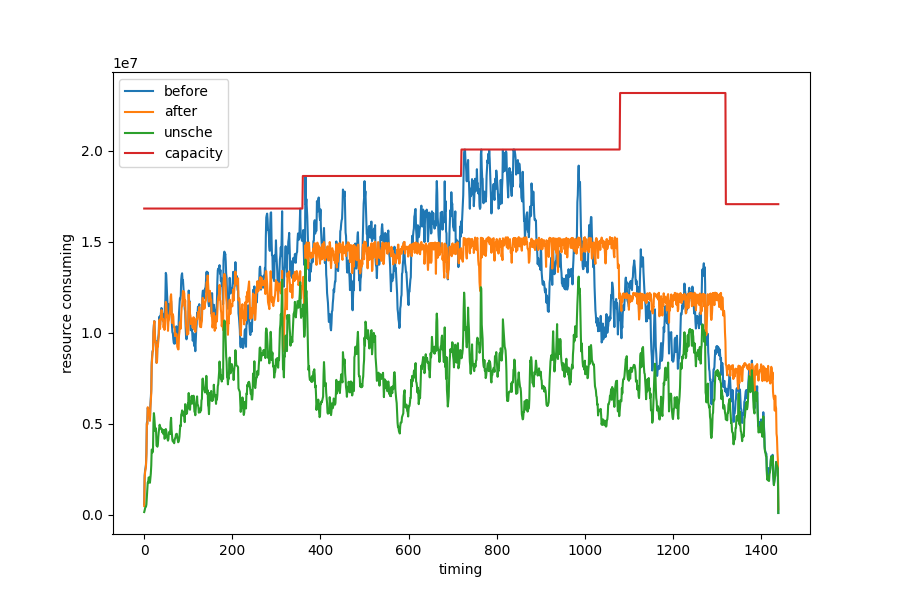 1e7
before
after
unsche
capacity
2.0
1.5
1.0
0.5
0.0
resource consuming
0 200 400 600 800 1000 1200 1400
timing